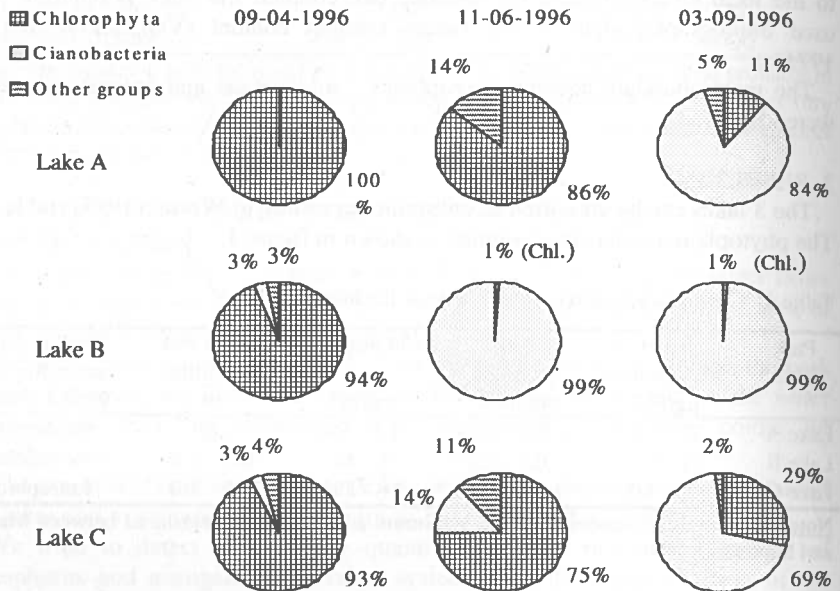 Chlorophyta 09-04-1996 11-06-1996 03-09-1996
Cianobacteria
Other groups
14% 5% 11%
Lake A
100 %
86%
84%
3% 3% 1% (Chl.) 1% (Chl.)
Lake B
94% 99% 99%
3% 4% 11% 2%
14% 29%
Lake C
93% 75% 69%